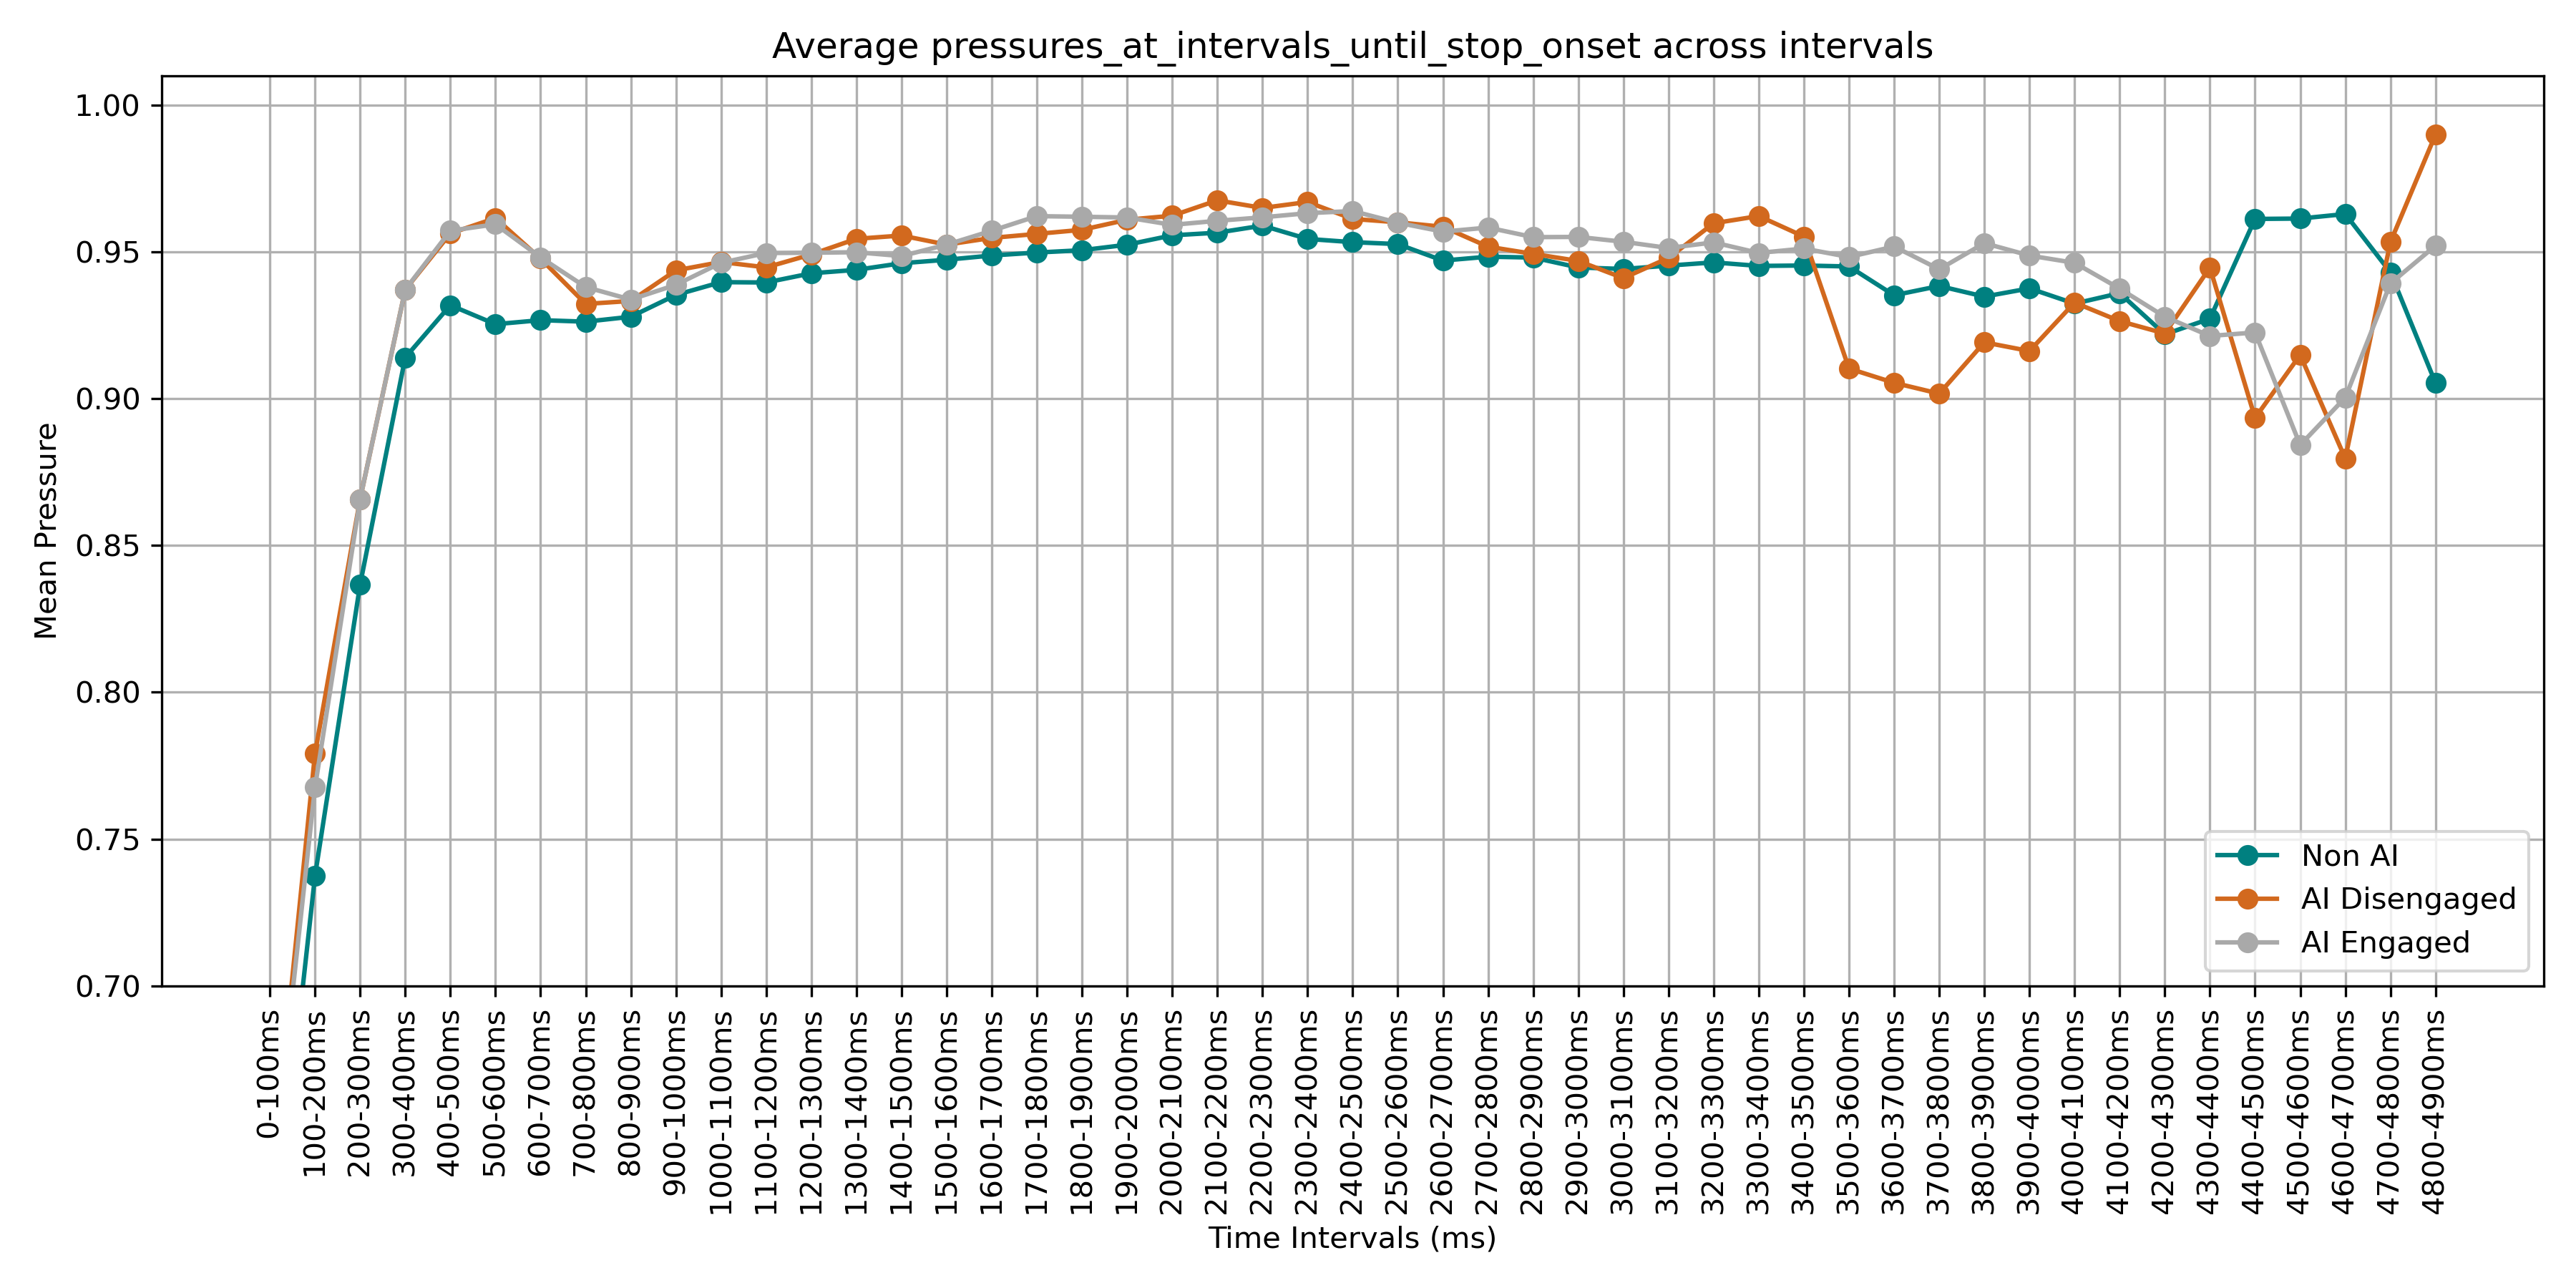 Average pressures_at_intervals_until_stop_onset across intervals
1.00
0.95
0.90
0.85
0.80
0.75
0.70
Mean Pressure
Non AI
AI Disengaged
AI Engaged
0-100ms
100-200ms
200-300ms
300-400ms
400-500ms
500-600ms
600-700ms
700-800ms
800-900ms
900-1000ms
1000-1100ms
1100-1200ms
1200-1300ms
1300-1400ms
1400-1500ms
1500-1600ms
1600-1700ms
1700-1800ms
1800-1900ms
1900-2000ms
2000-2100ms
2100-2200ms
2200-2300ms
2300-2400ms
2400-2500ms
2500-2600ms
2600-2700ms
2700-2800ms
2800-2900ms
2900-3000ms
3000-3100ms
3100-3200ms
3200-3300ms
3300-3400ms
3400-3500ms
3500-3600ms
3600-3700ms
3700-3800ms
3800-3900ms
3900-4000ms
4000-4100ms
4100-4200ms
4200-4300ms
4300-4400ms
4400-4500ms
4500-4600ms
4600-4700ms
4700-4800ms
4800-4900ms
Time Intervals (ms)